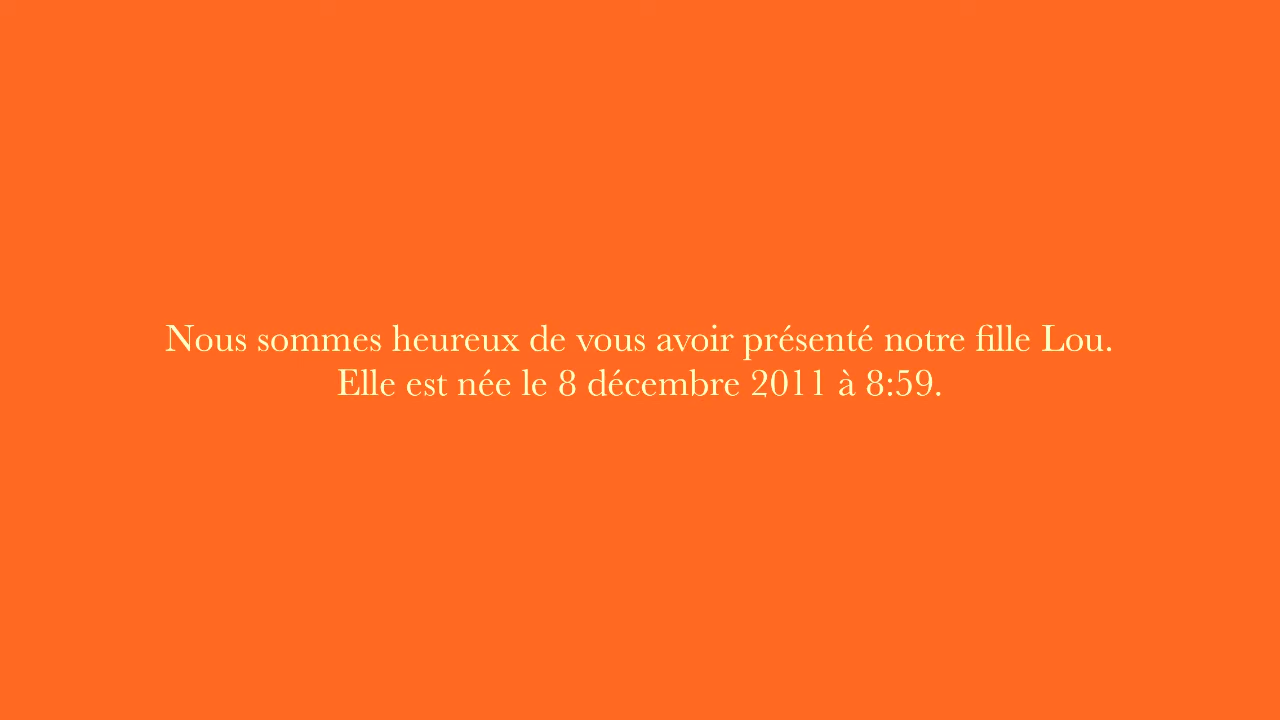 Nous sommes heureux de vous avoir présenté notre fille Lou.
Elle est née le 8 décembre 2011 à 8:59.